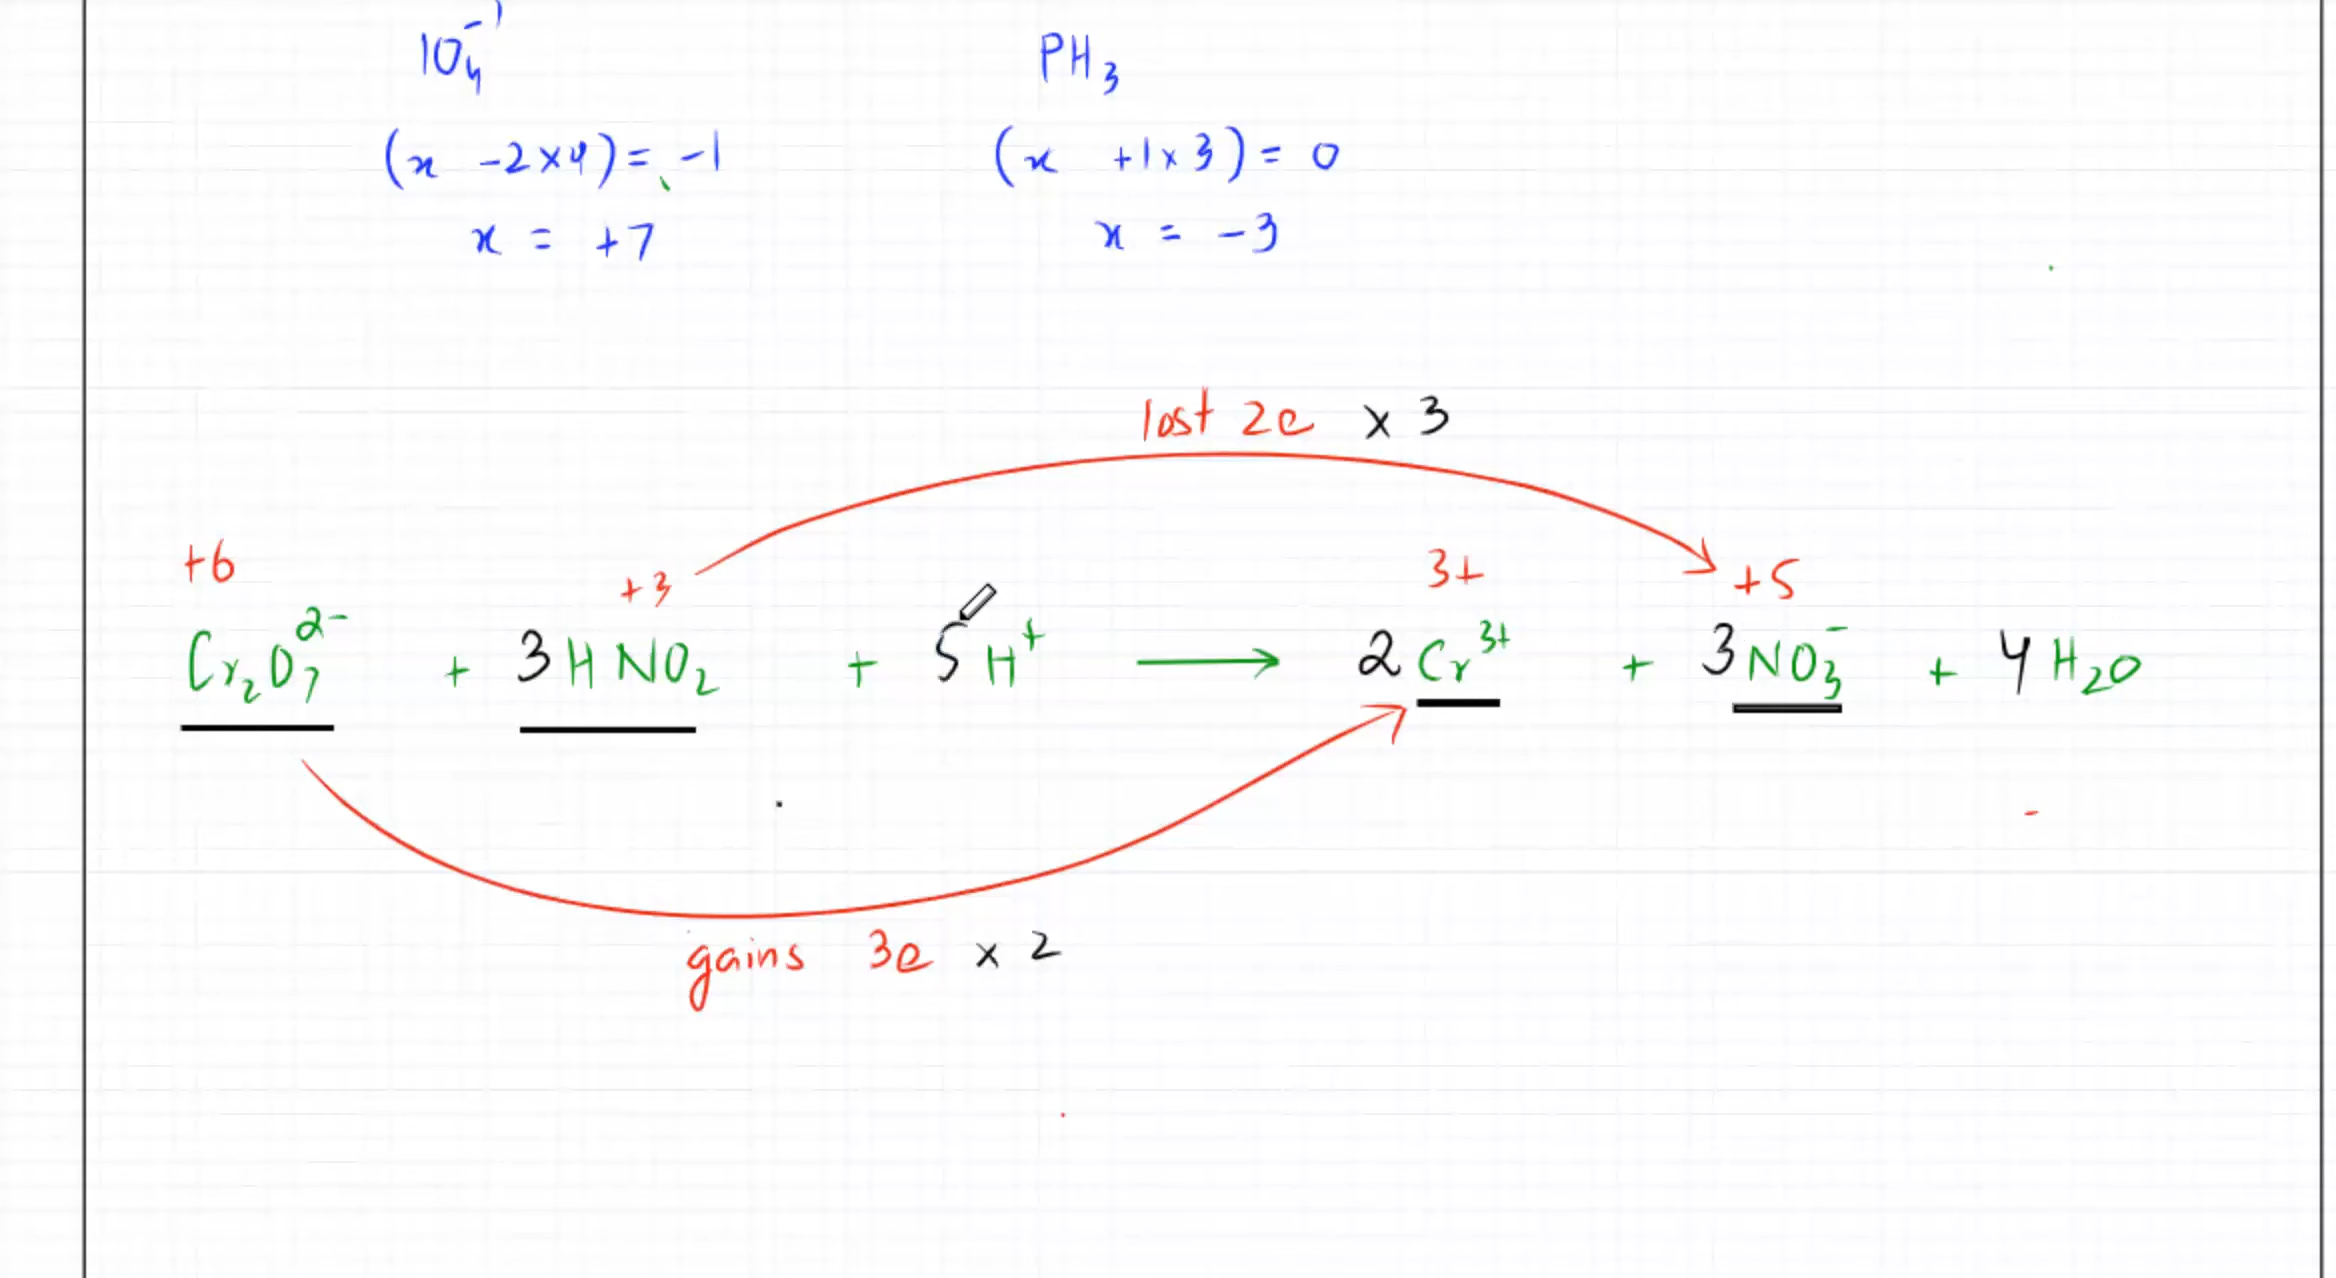 IO₄⁻¹ PH₃
(x -2×4) = -1 (x +1×3) = 0
x = +7 x = -3
lost 2e × 3
+6 +3 3+ +5
Cr₂O₇²⁻ + 3HNO₂ + 5H⁺ ⟶ 2Cr³⁺ + 3NO₃⁻ + 4H₂O
gains 3e × 2